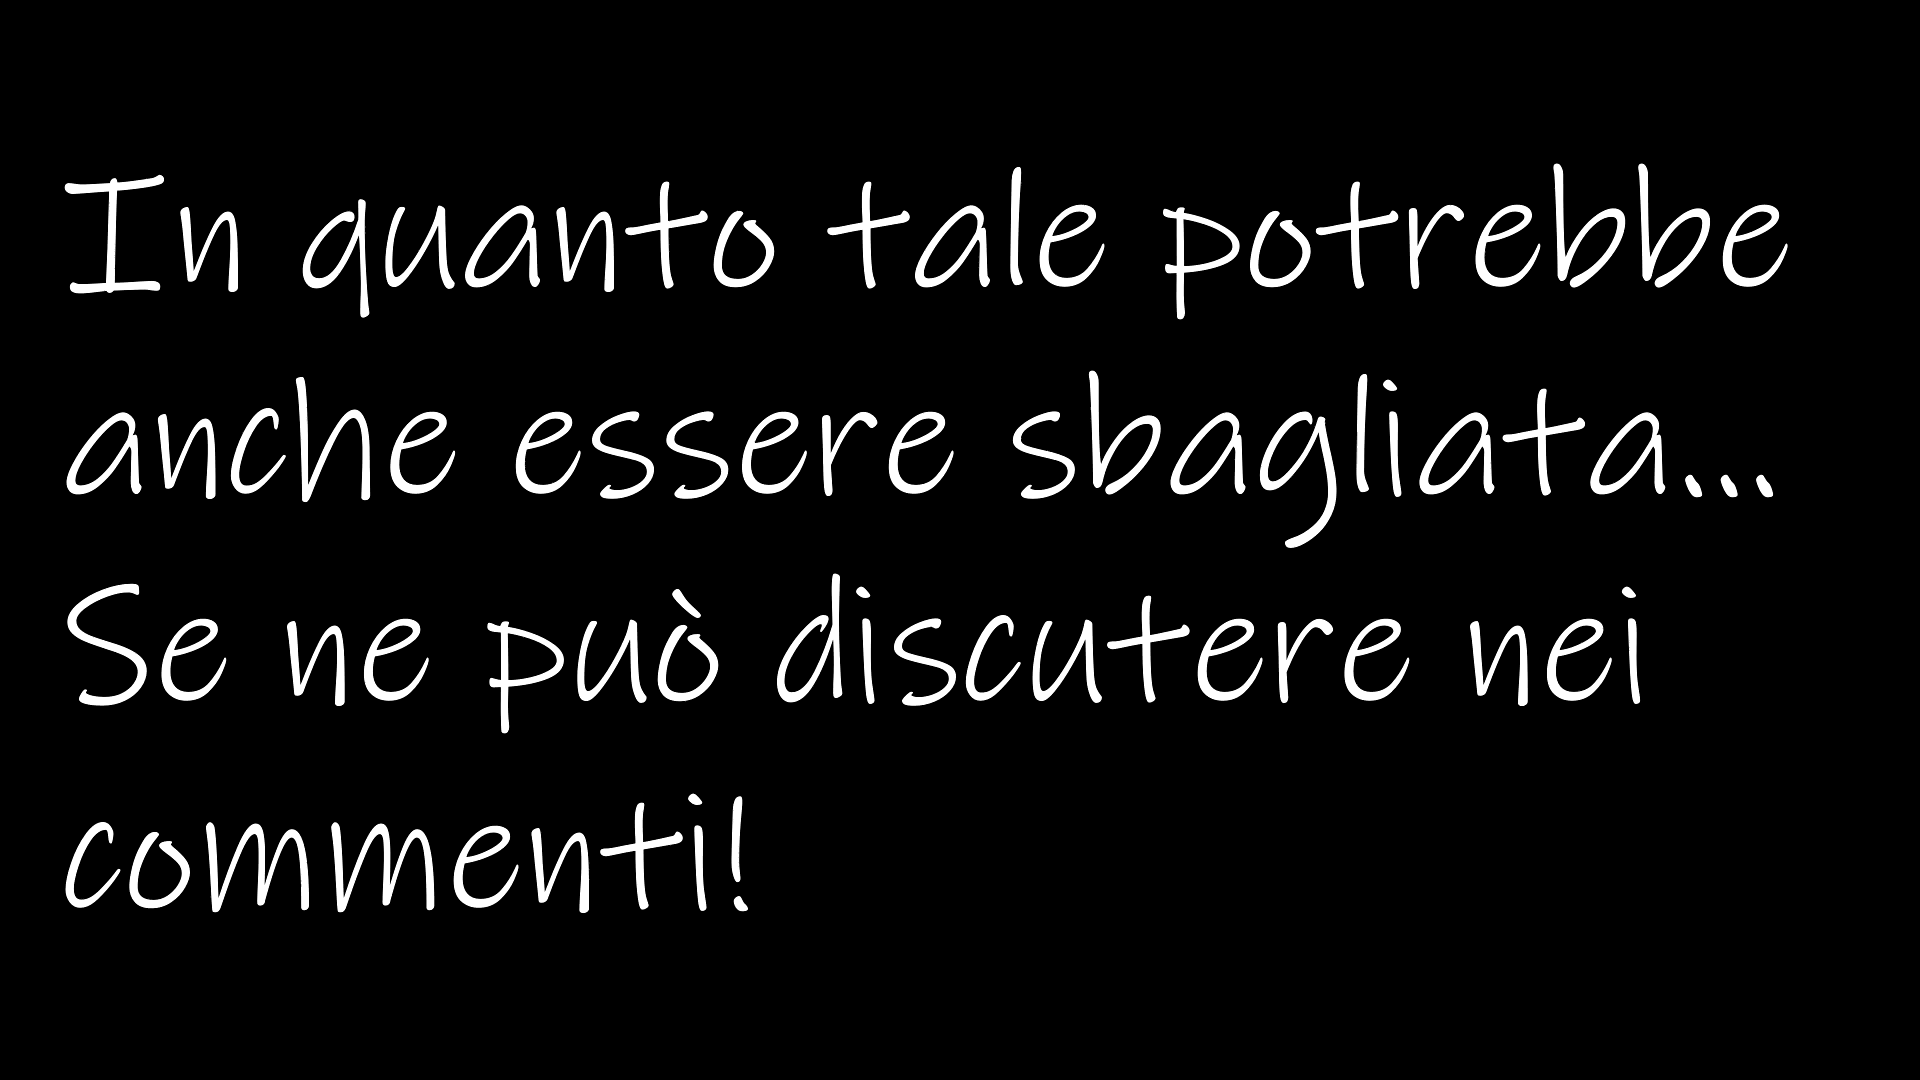 In quanto tale potrebbe
anche essere sbagliata...
Se ne può discutere nei
commenti!